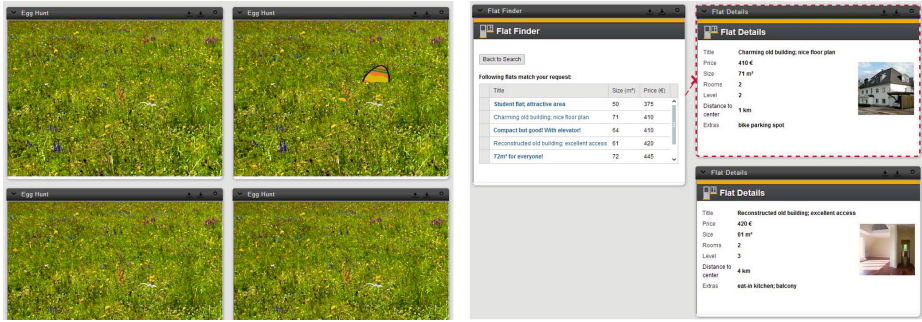 Egg Hunt
Egg Hunt
Egg Hunt
Egg Hunt
Flat Finder
Flat Finder
Back to Search
Following flats match your request:
Title Size (m²) Price (€)
Student flat; attractive area 50 375
Charming old building; nice floor plan 71 410
Compact but good! With elevator! 54 410
Reconstructed old building; excellent access 61 420
72m² for everyone! 72 445
Flat Details
Flat Details
Title Charming old building; nice floor plan
Price 410 €
Size 71 m²
Rooms 2
Level 2
Distance to
center 1 km
Extras bike parking spot
Flat Details
Flat Details
Title Reconstructed old building; excellent access
Price 420 €
Size 61 m²
Rooms 2
Level 3
Distance to
center 4 km
Extras eat-in kitchen; balcony